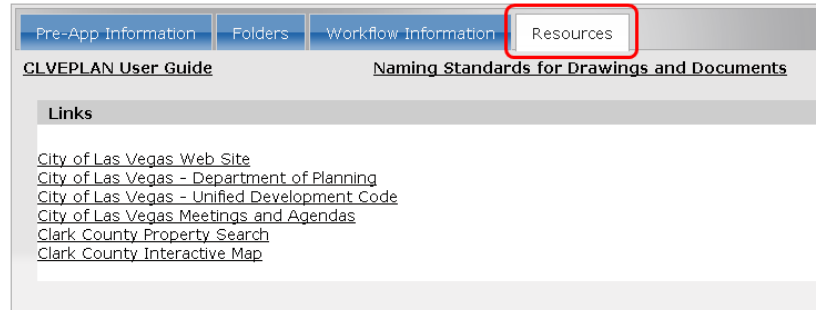 Pre-App Information Folders Workflow Information Resources
CLVEPLAN User Guide Naming Standards for Drawings and Documents
Links
City of Las Vegas Web Site
City of Las Vegas - Department of Planning
City of Las Vegas - Unified Development Code
City of Las Vegas Meetings and Agendas
Clark County Property Search
Clark County Interactive Map